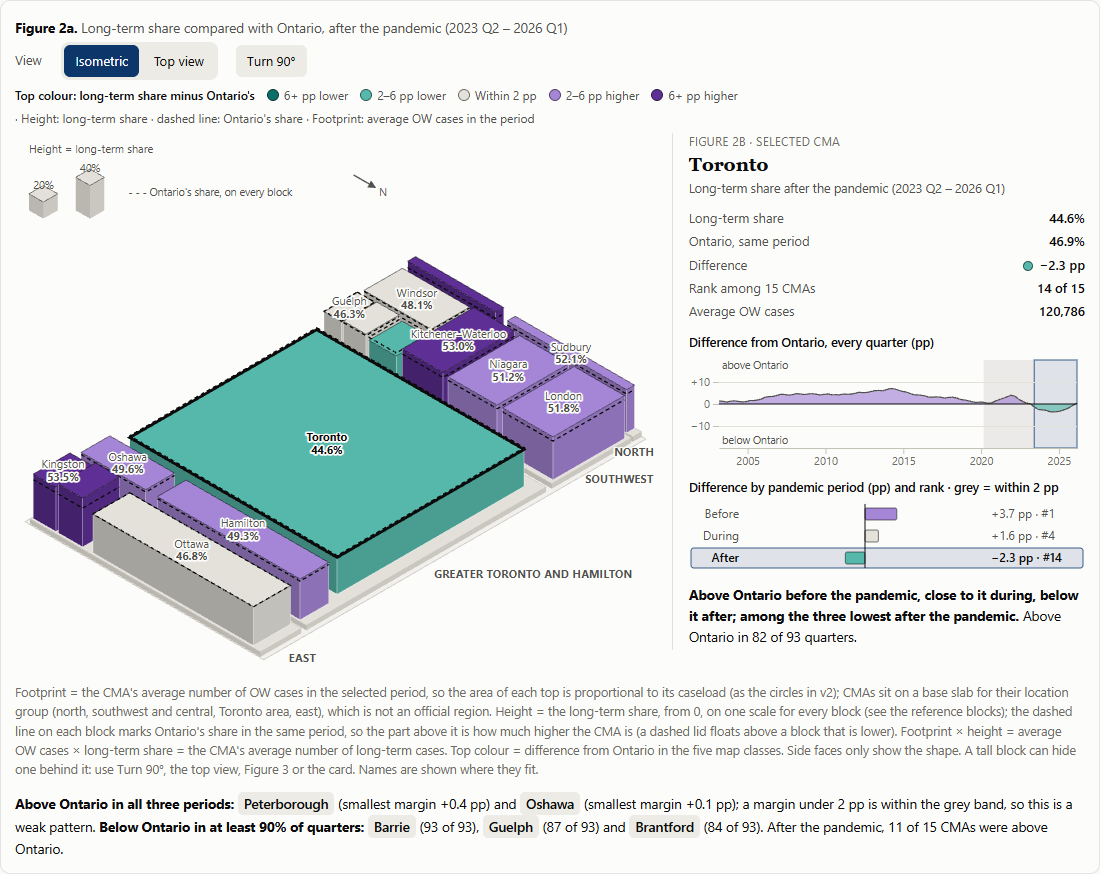 Figure 2a. Long-term share compared with Ontario, after the pandemic (2023 Q2 – 2026 Q1)
View Isometric Top view Turn 90°
Top colour: long-term share minus Ontario's 6+ pp lower 2–6 pp lower Within 2 pp 2–6 pp higher 6+ pp higher
· Height: long-term share · dashed line: Ontario's share · Footprint: average OW cases in the period
Height = long-term share
20%
40%
- - - Ontario's share, on every block
N
Guelph
46.3%
Windsor
48.1%
Kitchener–Waterloo
53.0%
Sudbury
52.1%
Niagara
51.2%
London
51.8%
Toronto
44.6%
Kingston
53.5%
Oshawa
49.6%
Hamilton
49.3%
Ottawa
46.8%
NORTH
SOUTHWEST
GREATER TORONTO AND HAMILTON
EAST
FIGURE 2B · SELECTED CMA
Toronto
Long-term share after the pandemic (2023 Q2 – 2026 Q1)
Long-term share 44.6%
Ontario, same period 46.9%
Difference −2.3 pp
Rank among 15 CMAs 14 of 15
Average OW cases 120,786
Difference from Ontario, every quarter (pp)
above Ontario
+10
0
−10
below Ontario
2005 2010 2015 2020 2025
Difference by pandemic period (pp) and rank · grey = within 2 pp
Before +3.7 pp · #1
During +1.6 pp · #4
After −2.3 pp · #14
Above Ontario before the pandemic, close to it during, below
it after; among the three lowest after the pandemic. Above
Ontario in 82 of 93 quarters.
Footprint = the CMA's average number of OW cases in the selected period, so the area of each top is proportional to its caseload (as the circles in v2); CMAs sit on a base slab for their location
group (north, southwest and central, Toronto area, east), which is not an official region. Height = the long-term share, from 0, on one scale for every block (see the reference blocks); the dashed
line on each block marks Ontario's share in the same period, so the part above it is how much higher the CMA is (a dashed lid floats above a block that is lower). Footprint × height = average
OW cases × long-term share = the CMA's average number of long-term cases. Top colour = difference from Ontario in the five map classes. Side faces only show the shape. A tall block can hide
one behind it: use Turn 90°, the top view, Figure 3 or the card. Names are shown where they fit.
Above Ontario in all three periods: Peterborough (smallest margin +0.4 pp) and Oshawa (smallest margin +0.1 pp); a margin under 2 pp is within the grey band, so this is a
weak pattern. Below Ontario in at least 90% of quarters: Barrie (93 of 93), Guelph (87 of 93) and Brantford (84 of 93). After the pandemic, 11 of 15 CMAs were above
Ontario.